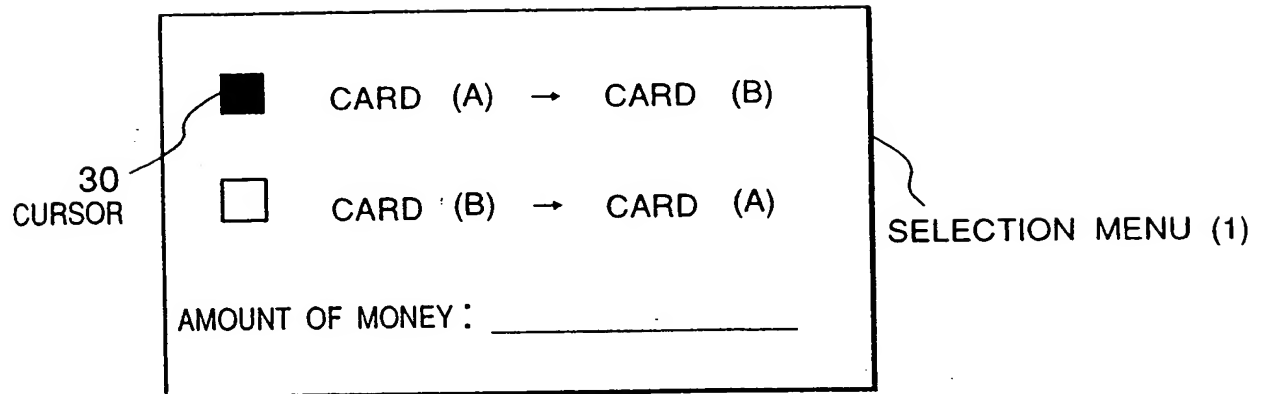 CARD (A) → CARD (B)
30
CURSOR
CARD (B) → CARD (A)
SELECTION MENU (1)
AMOUNT OF MONEY: